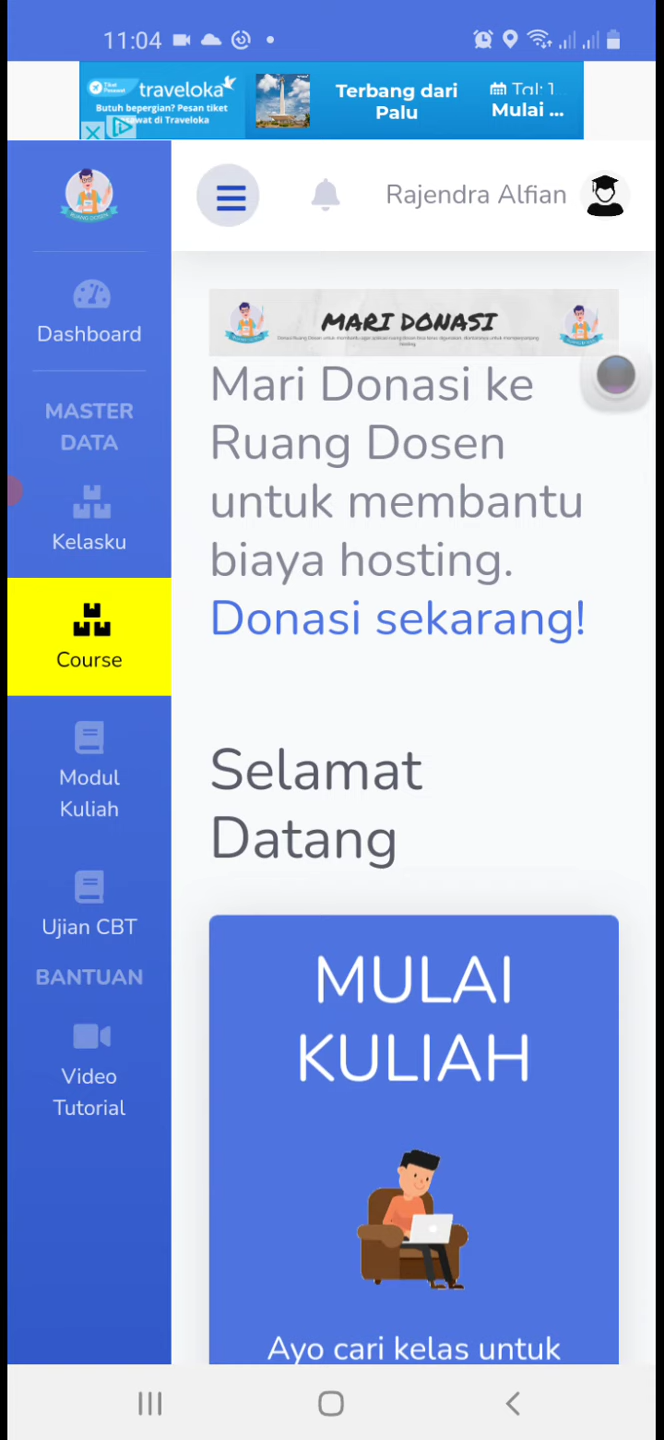 11:04
traveloka
Butuh bepergian? Pesan tiket
Terbang dari
Palu
Mulai ...
RUANG DOSEN
Rajendra Alfian
Dashboard
MASTER
DATA
Kelasku
Course
Modul
Kuliah
Ujian CBT
BANTUAN
Video
Tutorial
MARI DONASI
Mari Donasi ke
Ruang Dosen
untuk membantu
biaya hosting.
Donasi sekarang!
Selamat
Datang
MULAI
KULIAH
Ayo cari kelas untuk